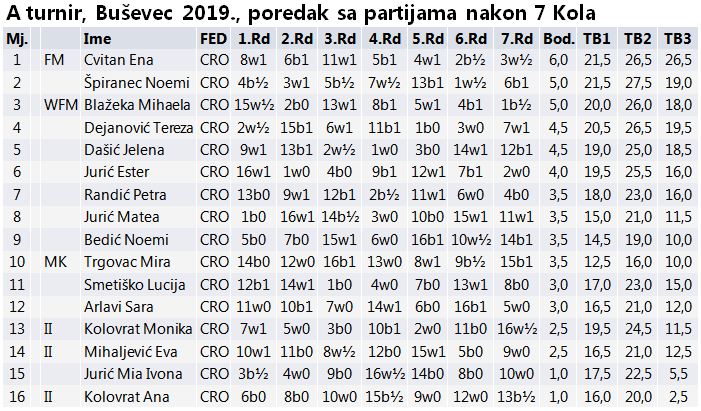 A turnir, Buševec 2019., poredak sa partijama nakon 7 Kola
Mj. Ime FED 1.Rd 2.Rd 3.Rd 4.Rd 5.Rd 6.Rd 7.Rd Bod. TB1 TB2 TB3
1 FM Cvitan Ena CRO 8w1 6b1 11w1 5b1 4w1 2b½ 3w½ 6,0 21,5 26,5 26,5
2 Špiranec Noemi CRO 4b½ 3w1 5b½ 7w½ 13b1 1w½ 6b1 5,0 21,5 27,5 19,0
3 WFM Blažeka Mihaela CRO 15w½ 2b0 13w1 8b1 5w1 4b1 1b½ 5,0 20,0 26,0 18,0
4 Dejanović Tereza CRO 2w½ 15b1 6w1 11b1 1b0 3w0 7w1 4,5 20,5 26,5 19,5
5 Dašić Jelena CRO 9w1 13b1 2w½ 1w0 3b0 14w1 12b1 4,5 19,0 25,0 18,5
6 Jurić Ester CRO 16w1 1w0 4b0 9b1 12w1 7b1 2w0 4,0 19,5 25,5 16,0
7 Randić Petra CRO 13b0 9w1 12b1 2b½ 11w1 6w0 4b0 3,5 18,0 23,0 16,0
8 Jurić Matea CRO 1b0 16w1 14b½ 3w0 10b0 15w1 11w1 3,5 15,0 21,0 11,5
9 Bedić Noemi CRO 5b0 7b0 15w1 6w0 16b1 10w½ 14b1 3,5 14,5 19,0 10,0
10 MK Trgovac Mira CRO 14b0 12w0 16b1 13w0 8w1 9b½ 15b1 3,5 12,5 16,0 10,0
11 Smetiško Lucija CRO 12b1 14w1 1b0 4w0 7b0 13w1 8b0 3,0 17,0 23,0 15,0
12 Arlavi Sara CRO 11w0 10b1 7w0 14w1 6b0 16b1 5w0 3,0 16,5 21,0 12,0
13 II Kolovrat Monika CRO 7w1 5w0 3b0 10b1 2w0 11b0 16w½ 2,5 19,5 24,5 11,5
14 II Mihaljević Eva CRO 10w1 11b0 8w½ 12b0 15w1 5b0 9w0 2,5 16,5 21,0 12,5
15 Jurić Mia Ivona CRO 3b½ 4w0 9b0 16w½ 14b0 8b0 10w0 1,0 17,5 22,5 5,5
16 II Kolovrat Ana CRO 6b0 8b0 10w0 15b½ 9w0 12w0 13b½ 1,0 16,0 20,0 2,5